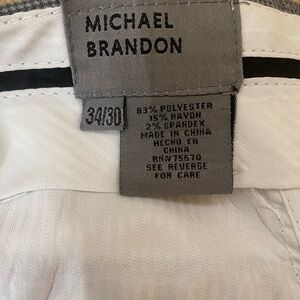 MICHAEL
BRANDON
34/30
83% POLYESTER
15% RAYON
2% SPANDEX
MADE IN CHINA
HECHO EN
CHINA
RN#75670
SEE REVERSE
FOR CARE